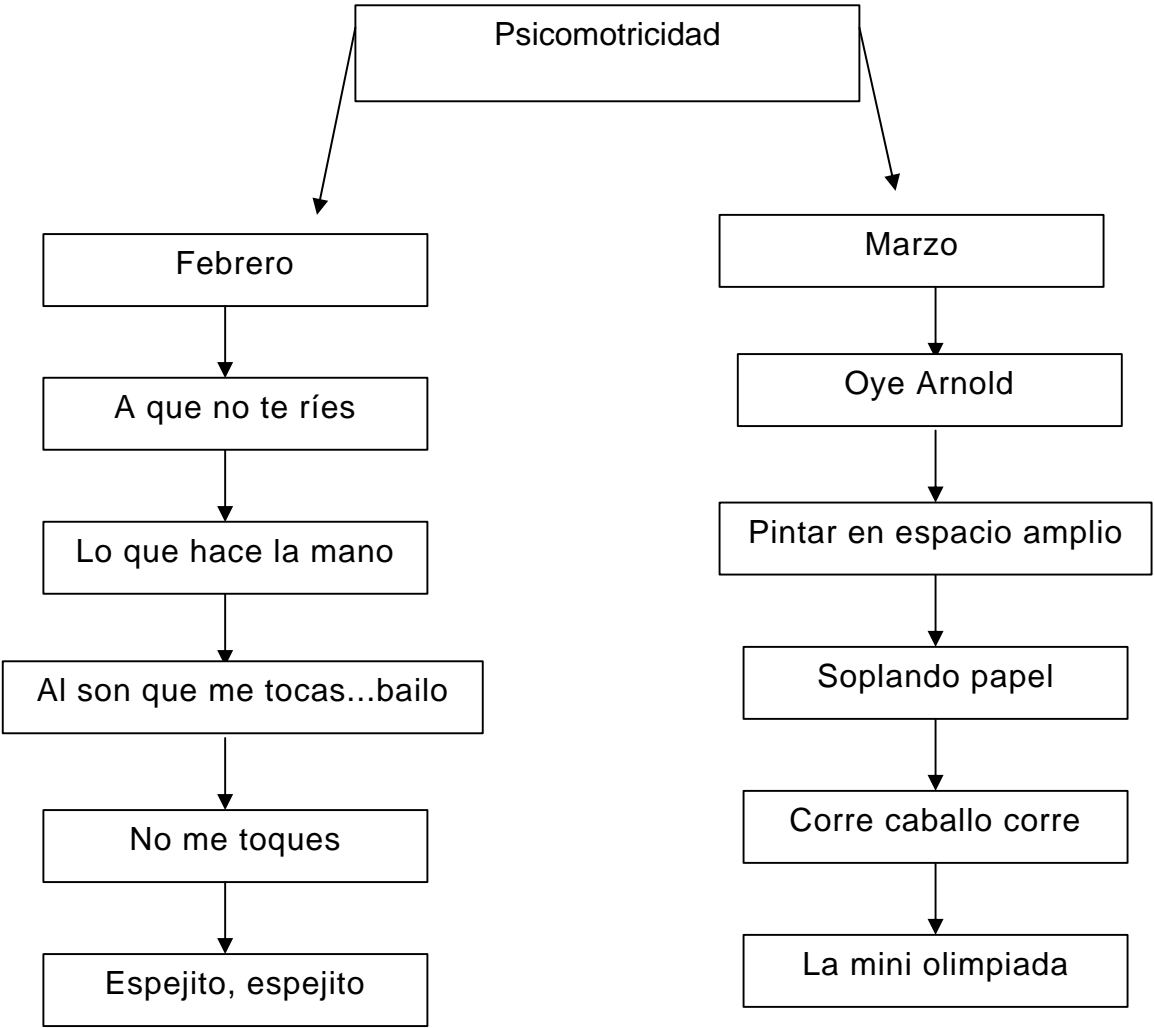 Psicomotricidad
Febrero
A que no te ríes
Lo que hace la mano
Al son que me tocas...bailo
No me toques
Espejito, espejito
Marzo
Oye Arnold
Pintar en espacio amplio
Soplando papel
Corre caballo corre
La mini olimpiada